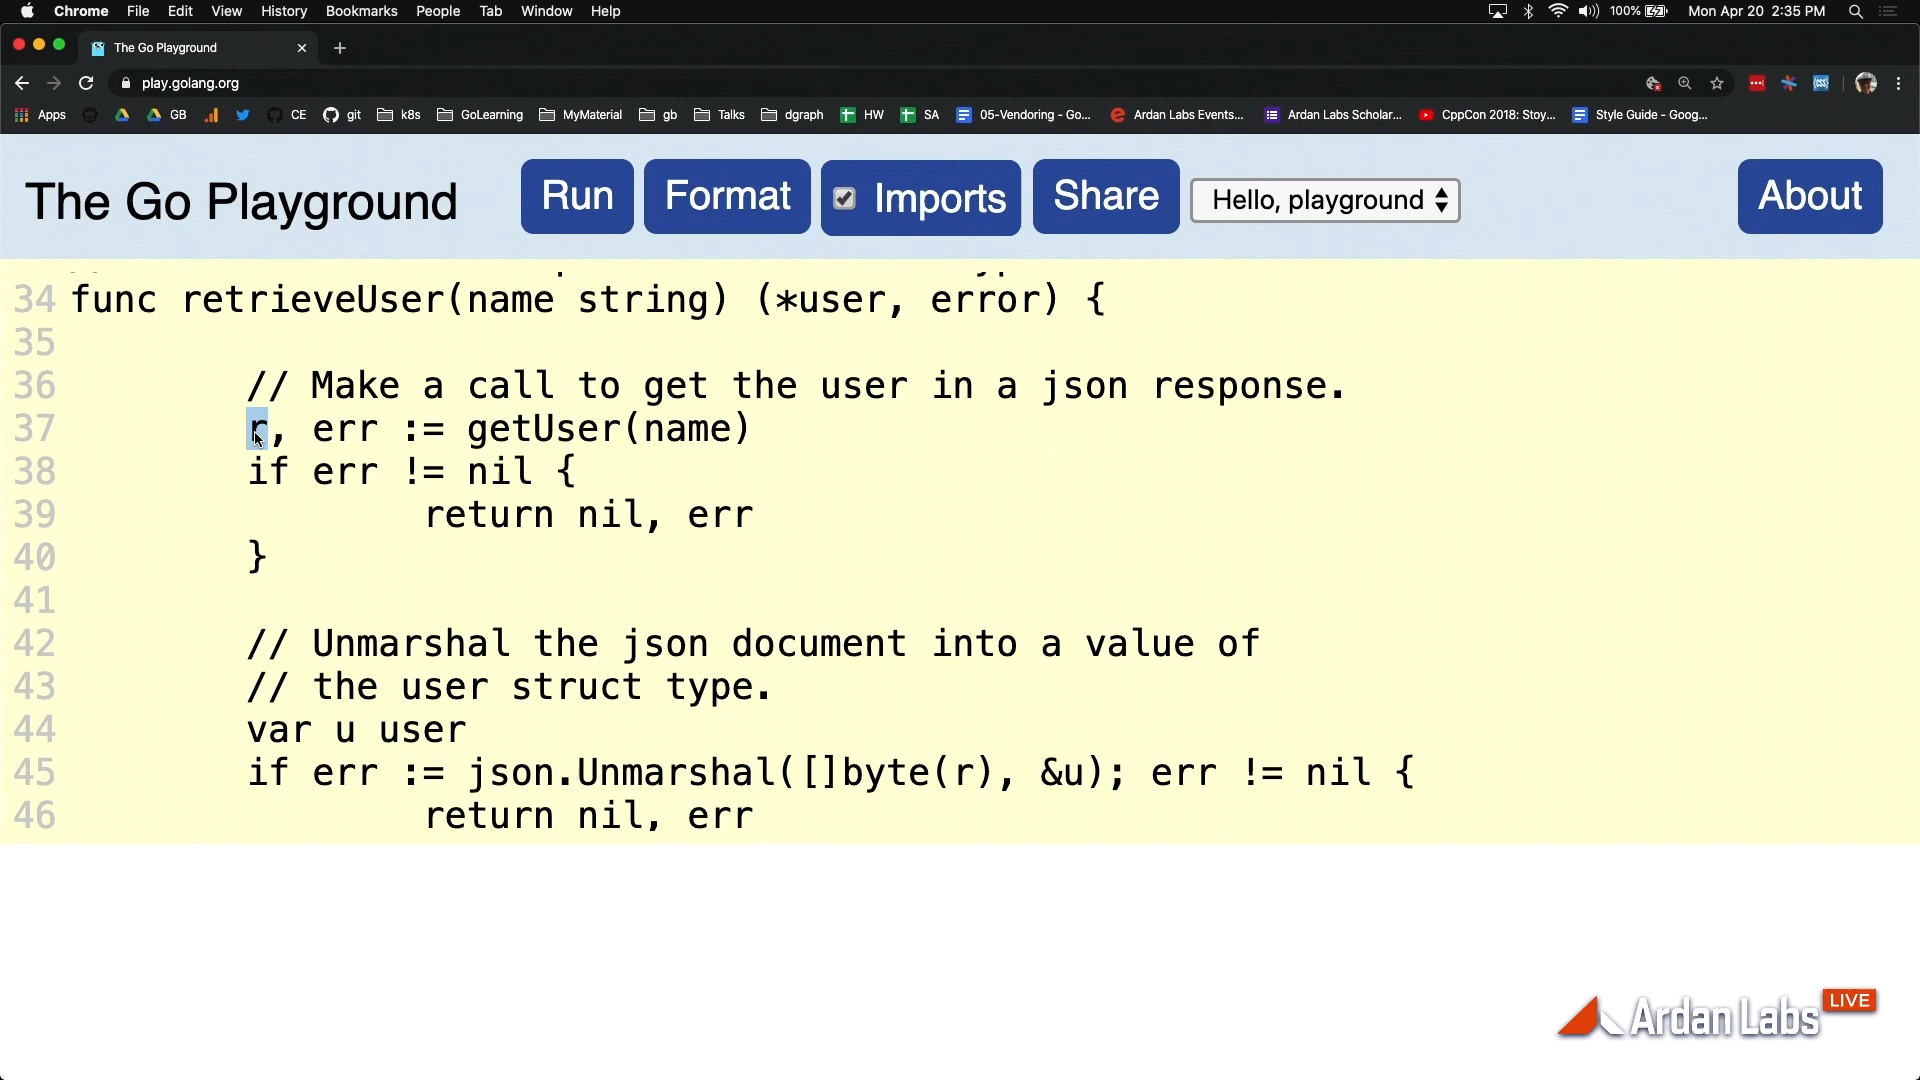 Chrome File Edit View History Bookmarks People Tab Window Help 100% Mon Apr 20 2:35 PM
The Go Playground
play.golang.org
Apps GB CE git k8s GoLearning MyMaterial gb Talks dgraph HW SA 05-Vendoring - Go... Ardan Labs Events... Ardan Labs Scholar... CppCon 2018: Stoy... Style Guide - Goog...
The Go Playground Run Format Imports Share Hello, playground About
34 func retrieveUser(name string) (*user, error) {
35
36 // Make a call to get the user in a json response.
37 r, err := getUser(name)
38 if err != nil {
39 return nil, err
40 }
41
42 // Unmarshal the json document into a value of
43 // the user struct type.
44 var u user
45 if err := json.Unmarshal([]byte(r), &u); err != nil {
46 return nil, err
Ardan Labs LIVE